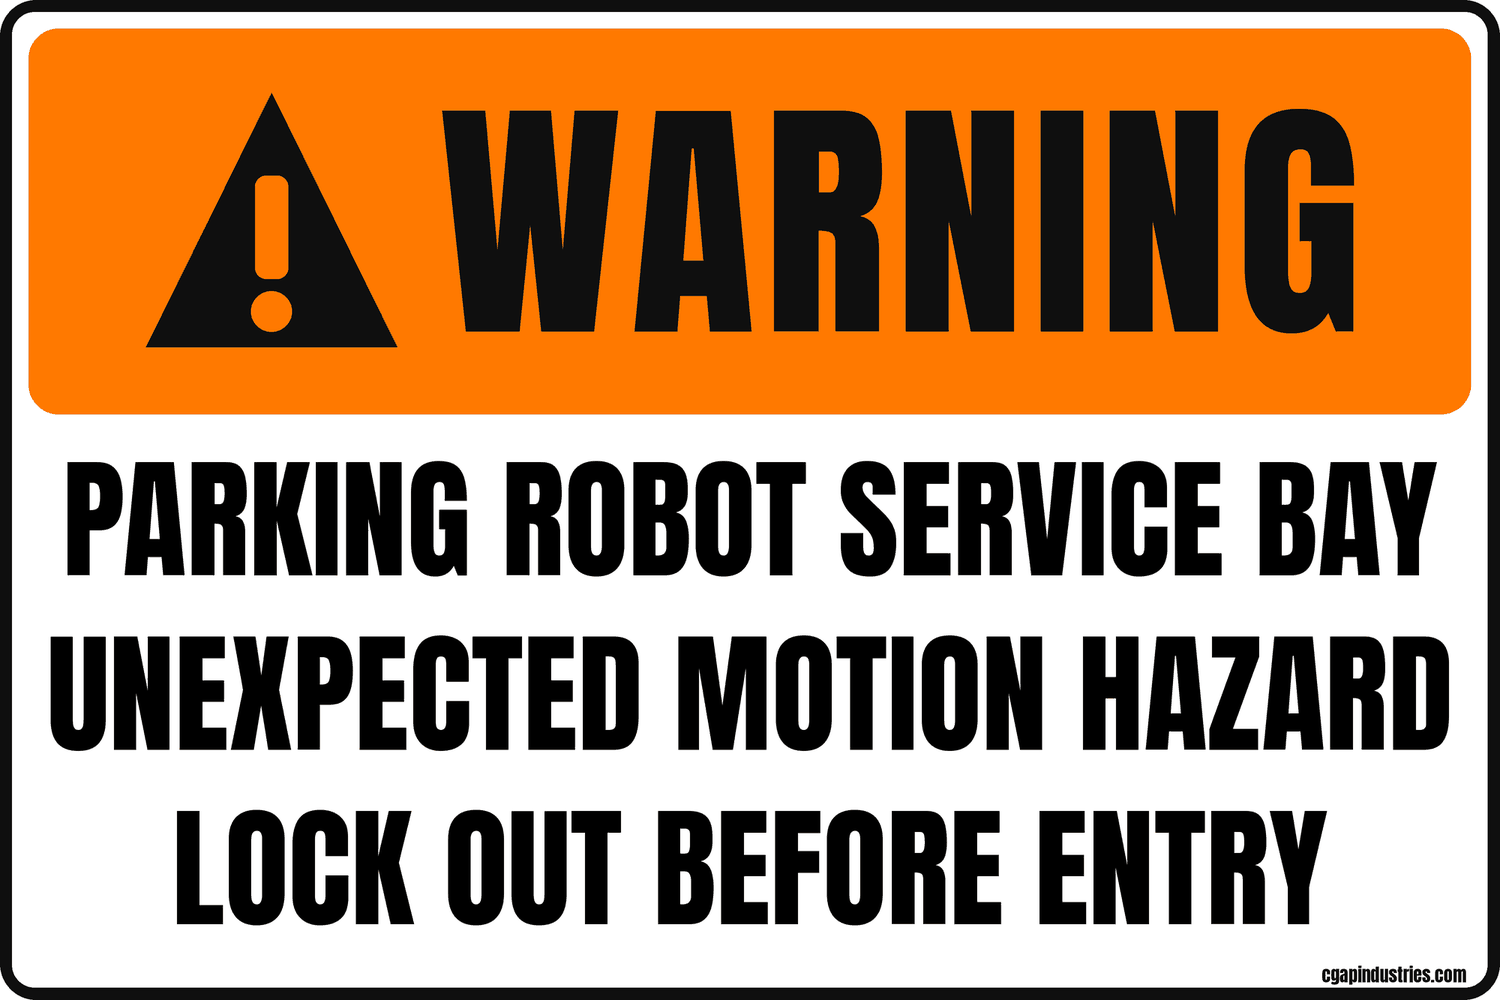 WARNING
PARKING ROBOT SERVICE BAY
UNEXPECTED MOTION HAZARD
LOCK OUT BEFORE ENTRY
cgapindustries.com